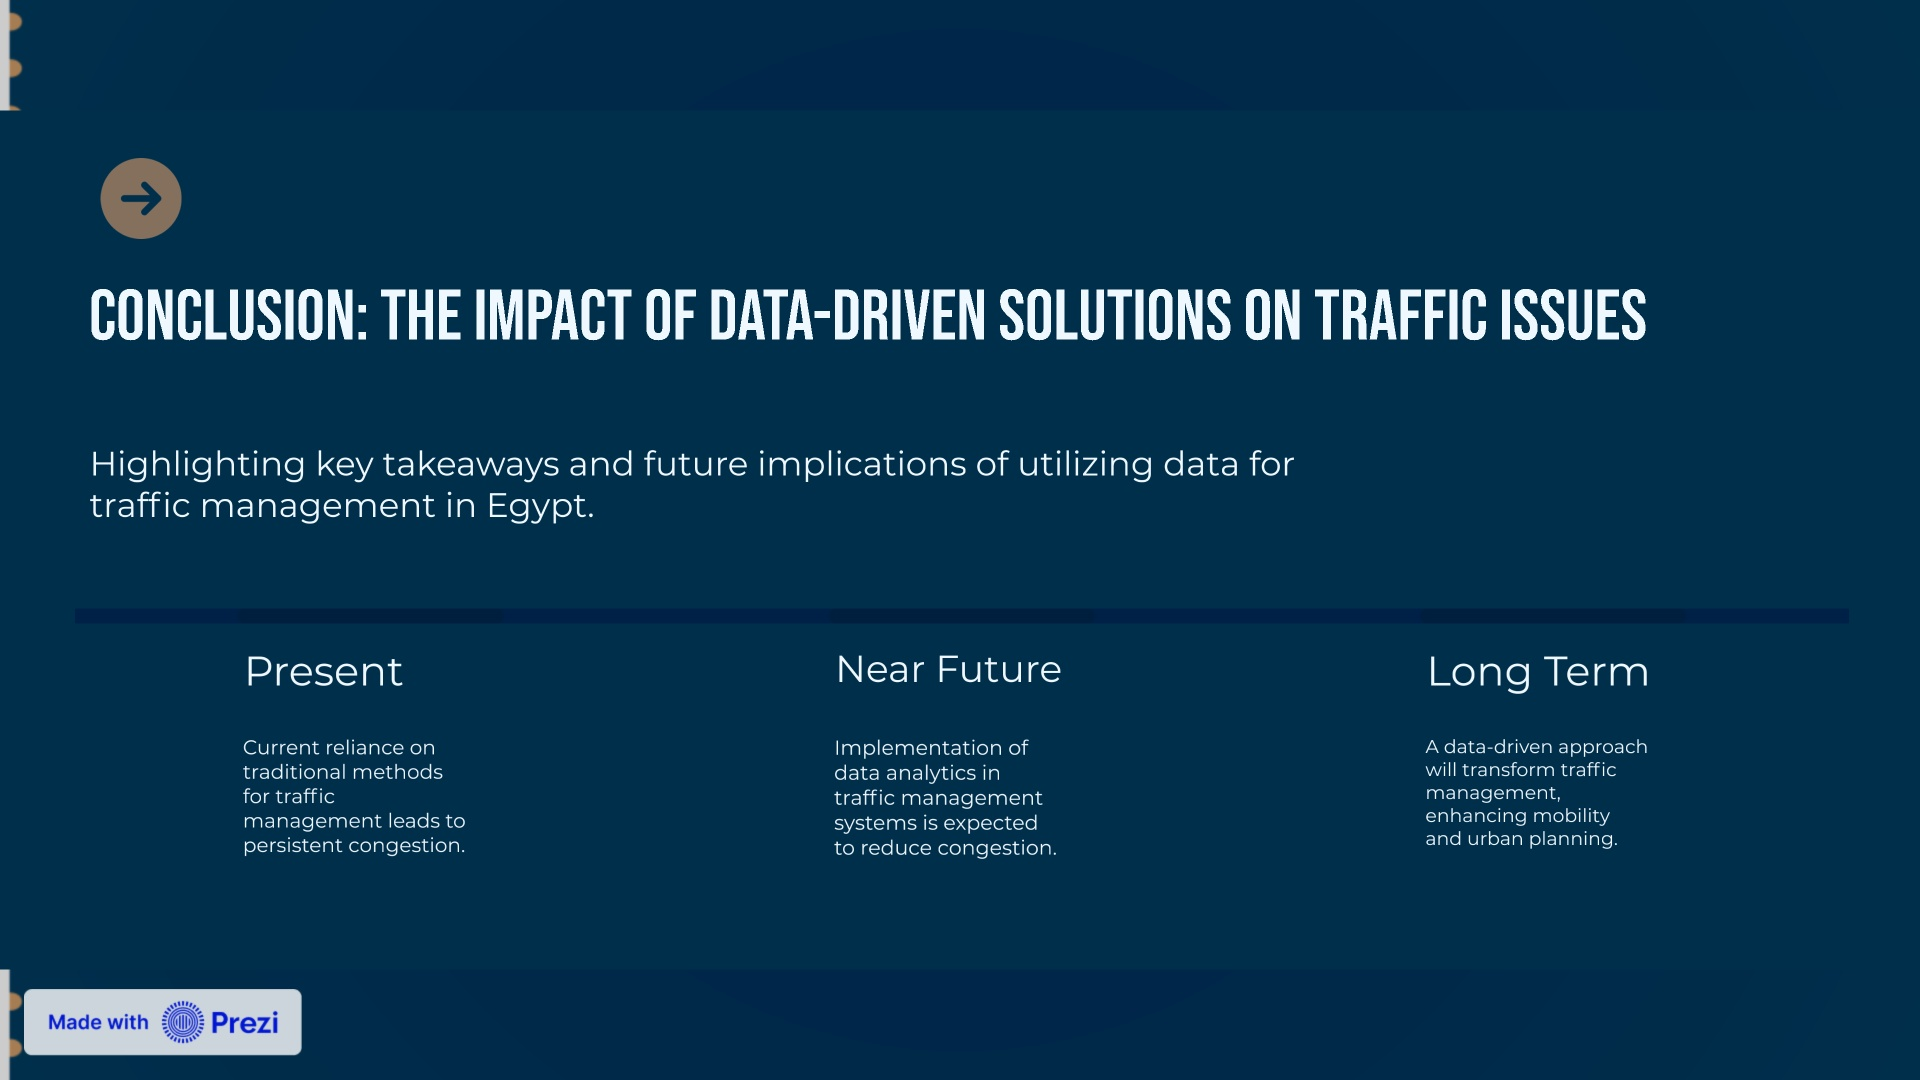 CONCLUSION: THE IMPACT OF DATA-DRIVEN SOLUTIONS ON TRAFFIC ISSUES
Highlighting key takeaways and future implications of utilizing data for
traffic management in Egypt.
Present
Current reliance on
traditional methods
for traffic
management leads to
persistent congestion.
Near Future
Implementation of
data analytics in
traffic management
systems is expected
to reduce congestion.
Long Term
A data-driven approach
will transform traffic
management,
enhancing mobility
and urban planning.
Made with Prezi